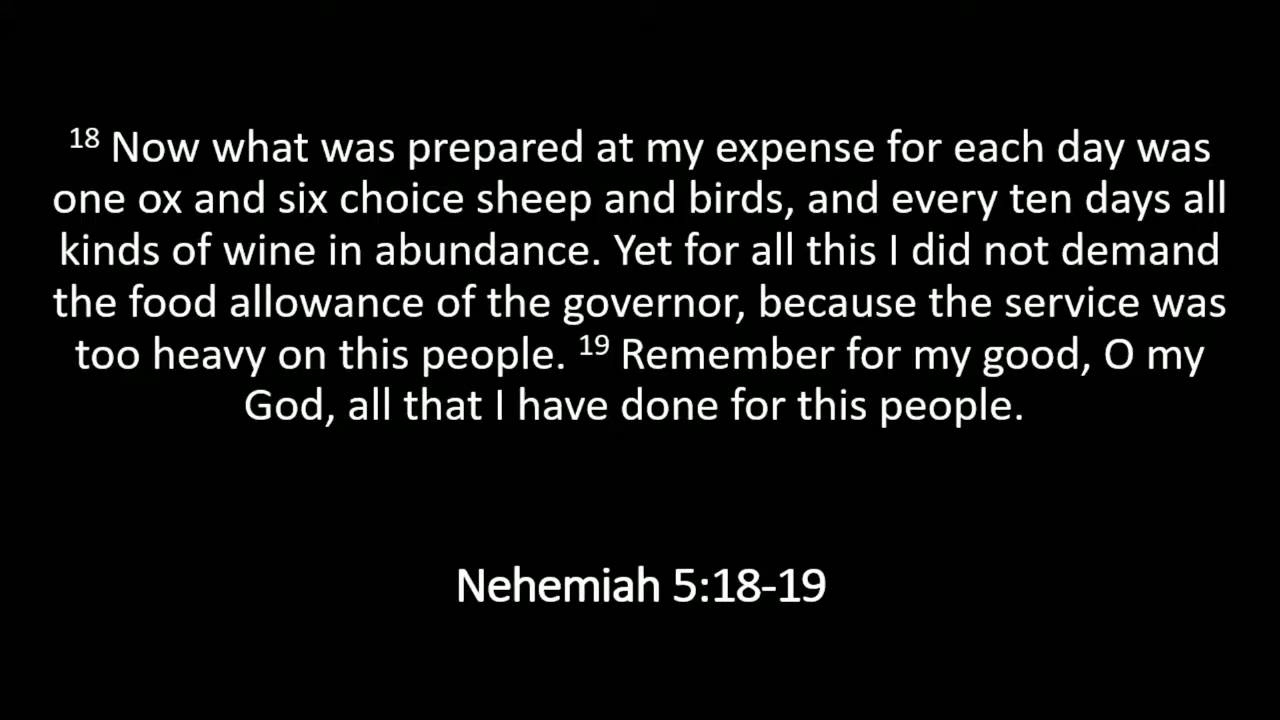 18 Now what was prepared at my expense for each day was
one ox and six choice sheep and birds, and every ten days all
kinds of wine in abundance. Yet for all this I did not demand
the food allowance of the governor, because the service was
too heavy on this people. 19 Remember for my good, O my
God, all that I have done for this people.
Nehemiah 5:18-19